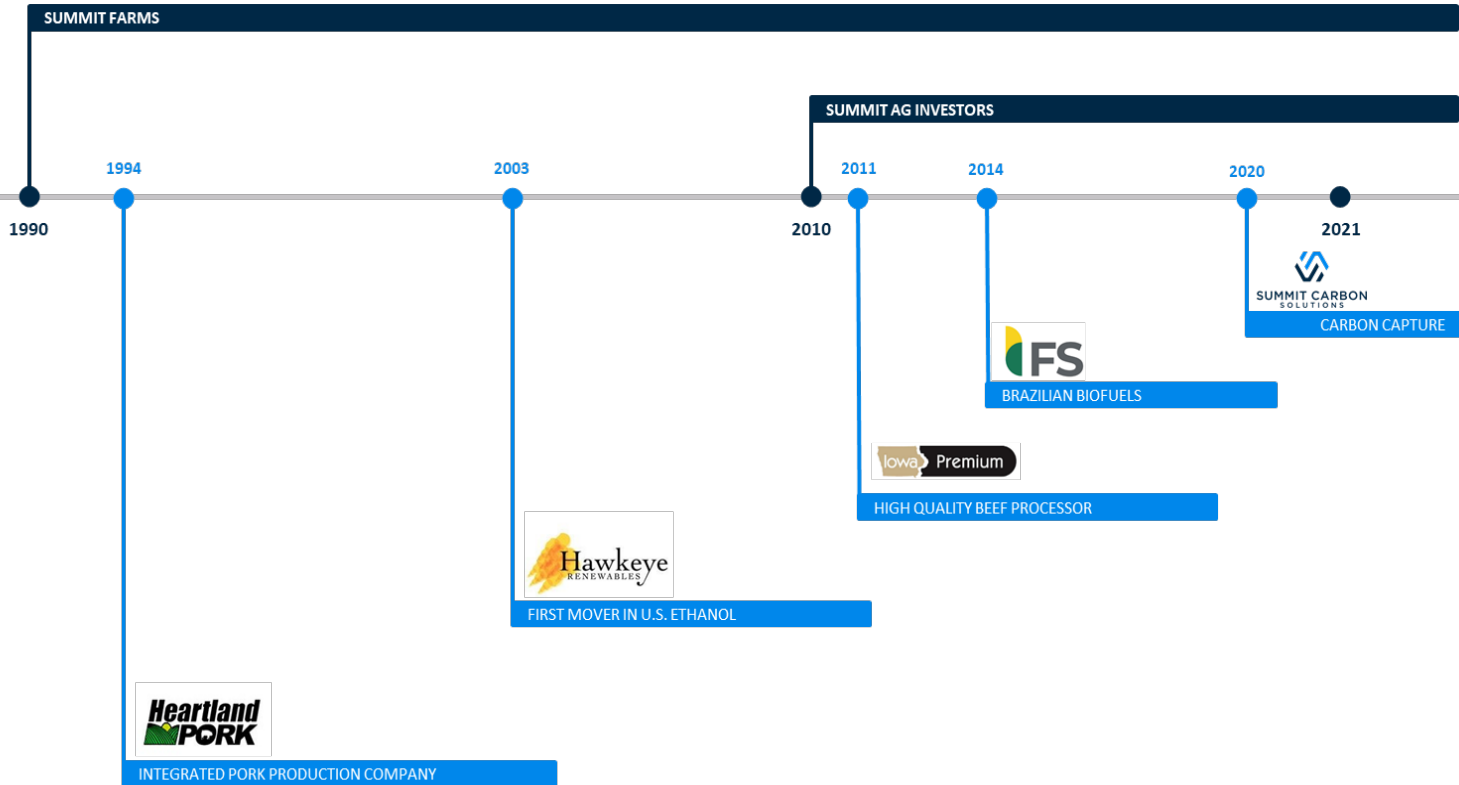 SUMMIT FARMS
SUMMIT AG INVESTORS
1994
2003
2011
2014
2020
1990
2010
2021
SUMMIT CARBON
SOLUTIONS
CARBON CAPTURE
FS
BRAZILIAN BIOFUELS
Iowa Premium
HIGH QUALITY BEEF PROCESSOR
Hawkeye
RENEWABLES
FIRST MOVER IN U.S. ETHANOL
Heartland
PORK
INTEGRATED PORK PRODUCTION COMPANY